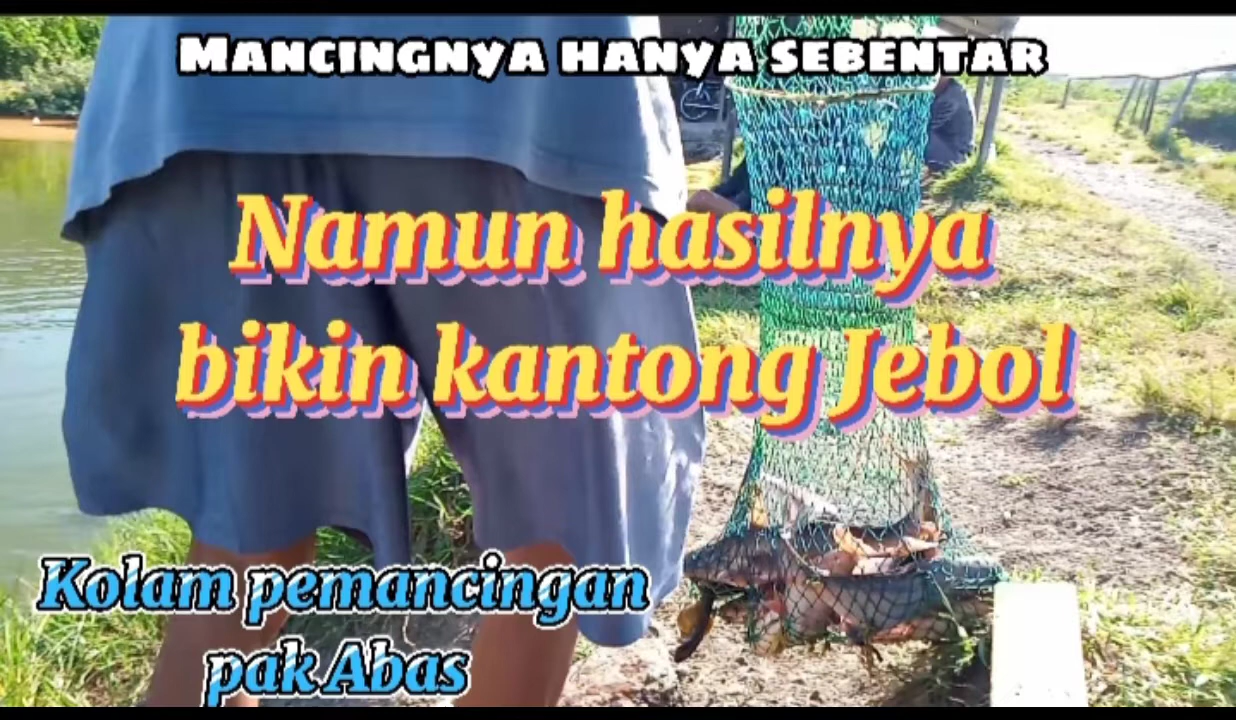 Mancingnya hanya sebentar
Namun hasilnya
bikin kantong Jebol
Kolam pemancingan
pak Abas